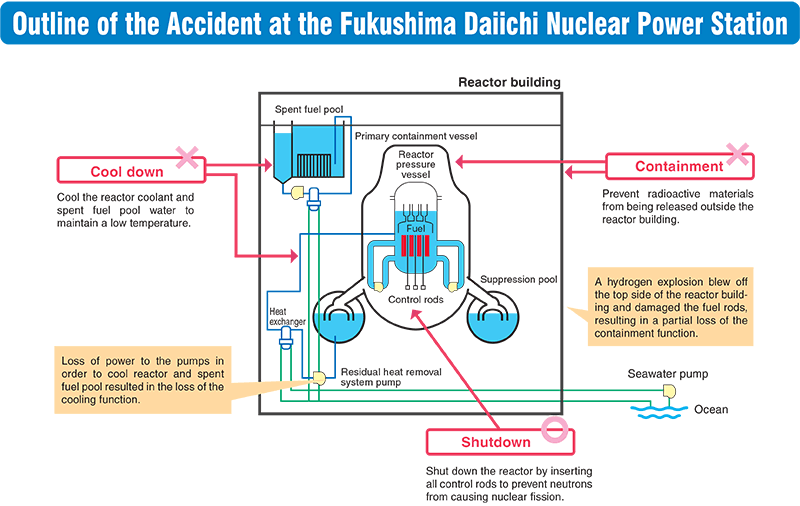 Outline of the Accident at the Fukushima Daiichi Nuclear Power Station
Reactor building
Spent fuel pool
Primary containment vessel
Reactor
pressure
vessel
Cool down
Cool the reactor coolant and
spent fuel pool water to
maintain a low temperature.
Containment
Prevent radioactive materials
from being released outside the
reactor building.
Fuel
Control rods
Suppression pool
Heat
exchanger
A hydrogen explosion blew off
the top side of the reactor build-
ing and damaged the fuel rods,
resulting in a partial loss of the
containment function.
Loss of power to the pumps in
order to cool reactor and spent
fuel pool resulted in the loss of the
cooling function.
Residual heat removal
system pump
Seawater pump
Ocean
Shutdown
Shut down the reactor by inserting
all control rods to prevent neutrons
from causing nuclear fission.